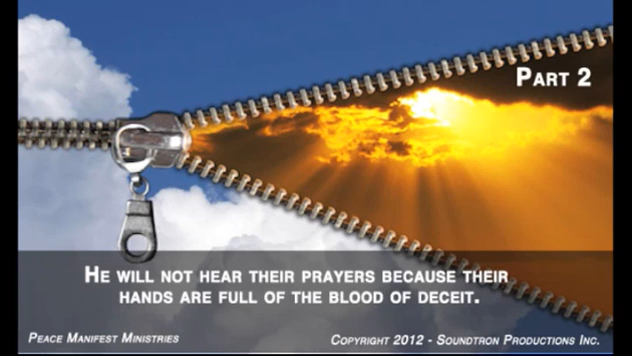 Part 2
He will not hear their prayers because their
hands are full of the blood of deceit.
Peace Manifest Ministries
Copyright 2012 - Soundtron Productions Inc.